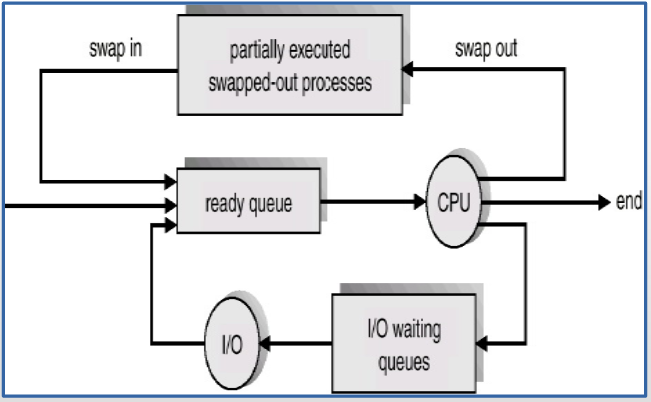 swap in
partially executed
swapped-out processes
swap out
ready queue
CPU
end
I/O
I/O waiting
queues